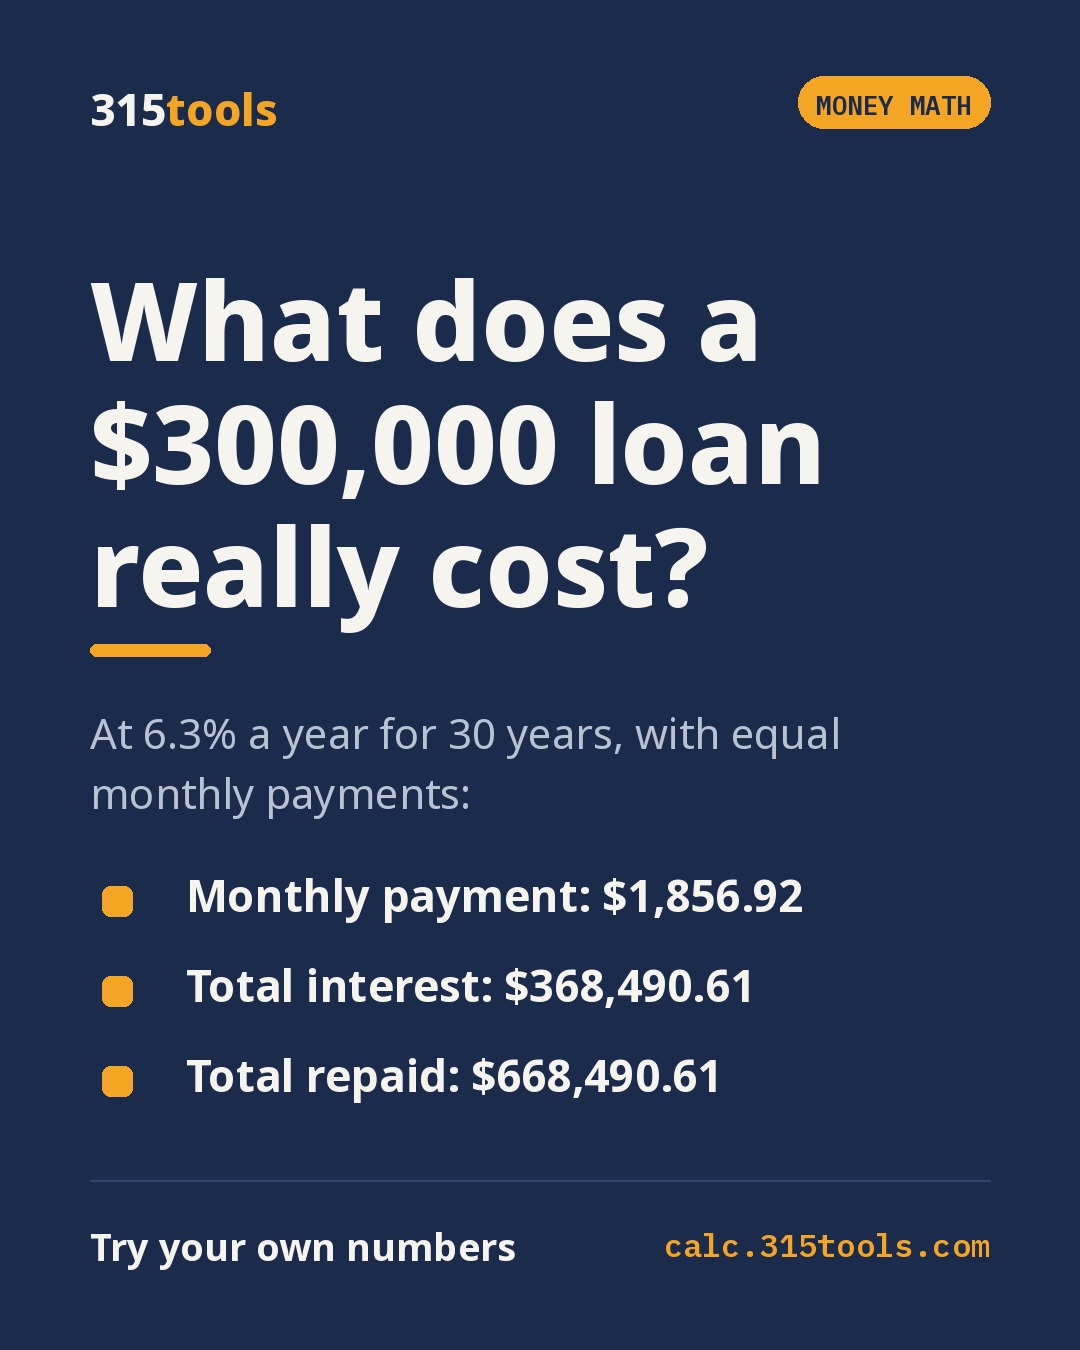 315tools
MONEY MATH
What does a
$300,000 loan
really cost?
At 6.3% a year for 30 years, with equal
monthly payments:
Monthly payment: $1,856.92
Total interest: $368,490.61
Total repaid: $668,490.61
Try your own numbers
calc.315tools.com